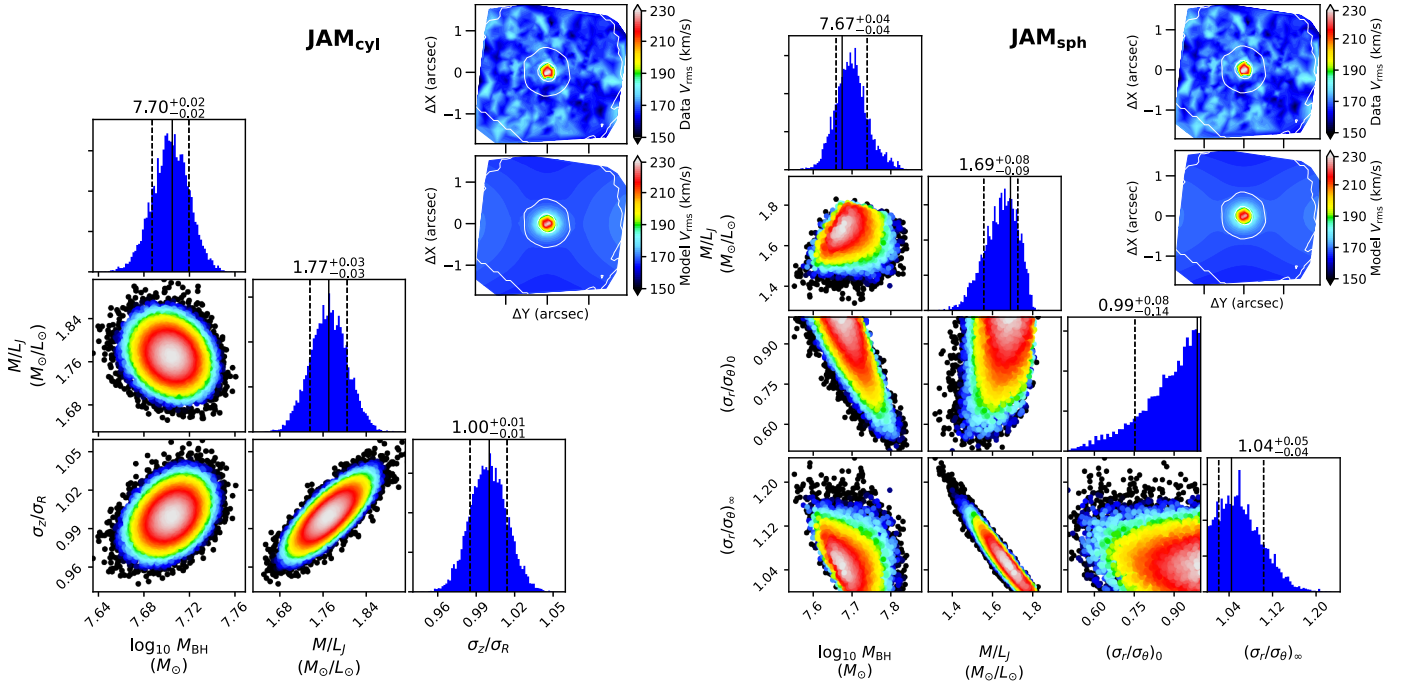 JAM_cyl
7.70^{+0.02}_{-0.02}
1.77^{+0.03}_{-0.03}
1.00^{+0.01}_{-0.01}
M/L_J
(M_⊙/L_⊙)
1.84
1.76
1.68
σ_z/σ_R
1.05
1.02
0.99
0.96
7.64
7.68
7.72
7.76
log₁₀ M_BH
(M_⊙)
1.68
1.76
1.84
M/L_J
(M_⊙/L_⊙)
0.96
0.99
1.02
1.05
σ_z/σ_R
ΔX (arcsec)
1
0
−1
230
210
190
170
150
Data V_rms (km/s)
ΔX (arcsec)
1
0
−1
ΔY (arcsec)
230
210
190
170
150
Model V_rms (km/s)
JAM_sph
7.67^{+0.04}_{-0.04}
1.69^{+0.08}_{-0.09}
0.99^{+0.08}_{-0.14}
1.04^{+0.05}_{-0.04}
M/L_J
(M_⊙/L_⊙)
1.8
1.6
1.4
(σ_r/σ_θ)_0
0.90
0.75
0.60
(σ_r/σ_θ)_∞
1.20
1.12
1.04
7.6
7.7
7.8
log₁₀ M_BH
(M_⊙)
1.4
1.6
1.8
M/L_J
(M_⊙/L_⊙)
0.60
0.75
0.90
(σ_r/σ_θ)_0
1.04
1.12
1.20
(σ_r/σ_θ)_∞
ΔX (arcsec)
1
0
−1
230
210
190
170
150
Data V_rms (km/s)
ΔX (arcsec)
1
0
−1
ΔY (arcsec)
230
210
190
170
150
Model V_rms (km/s)